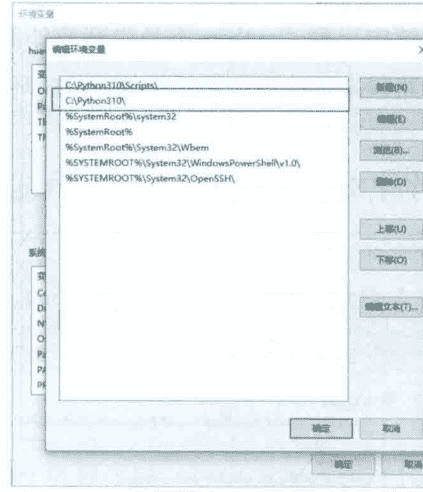 环境变量
编辑环境变量
C:\Python310\Scripts\
C:\Python310\
%SystemRoot%\system32
%SystemRoot%
%SystemRoot%\System32\Wbem
%SYSTEMROOT%\System32\WindowsPowerShell\v1.0\
%SYSTEMROOT%\System32\OpenSSH\
新建(N)
编辑(E)
浏览(B)...
删除(D)
上移(U)
下移(O)
编辑文本(T)...
系统
确定
取消
确定
取消